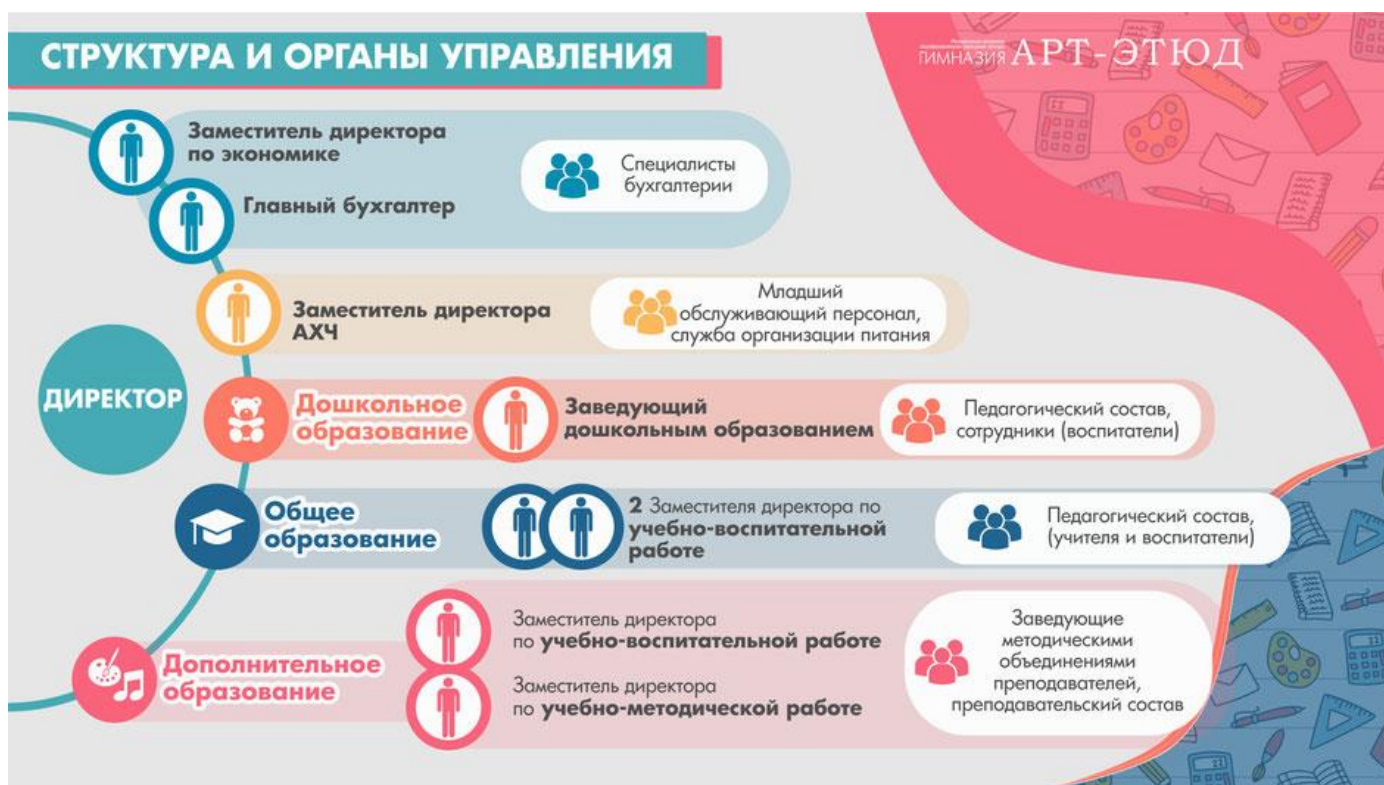 СТРУКТУРА И ОРГАНЫ УПРАВЛЕНИЯ
ГИМНАЗИЯ АРТ-ЭТЮД
Заместитель директора
по экономике
Главный бухгалтер
Специалисты
бухгалтерии
Заместитель директора
АХЧ
Младший
обслуживающий персонал,
служба организации питания
ДИРЕКТОР
Дошкольное
образование
Заведующий
дошкольным образованием
Педагогический состав,
сотрудники (воспитатели)
Общее
образование
2 Заместителя директора по
учебно-воспитательной
работе
Педагогический состав,
(учителя и воспитатели)
Дополнительное
образование
Заместитель директора
по учебно-воспитательной работе
Заместитель директора
по учебно-методической работе
Заведующие
методическими
объединениями
преподавателей,
преподавательский состав